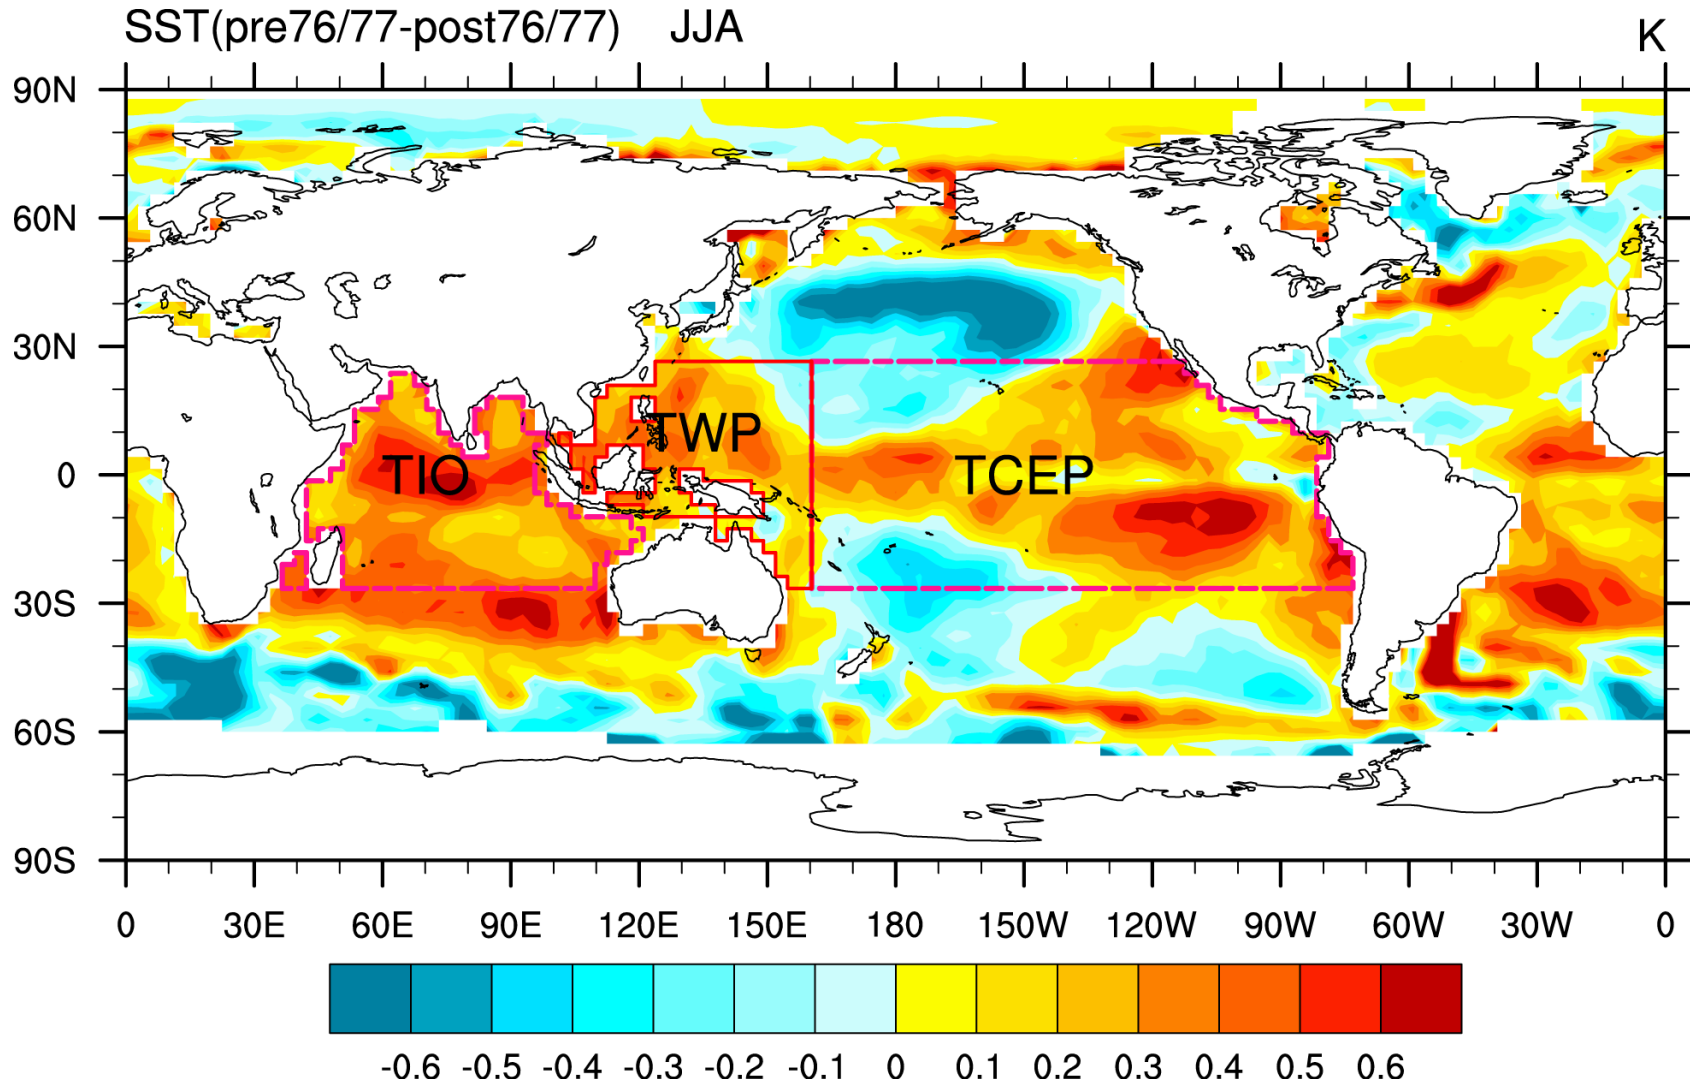 SST(pre76/77-post76/77) JJA K
90N
60N
30N
TWP
0 TIO TCEP
30S
60S
90S
0 30E 60E 90E 120E 150E 180 150W 120W 90W 60W 30W 0
-0.6 -0.5 -0.4 -0.3 -0.2 -0.1 0 0.1 0.2 0.3 0.4 0.5 0.6